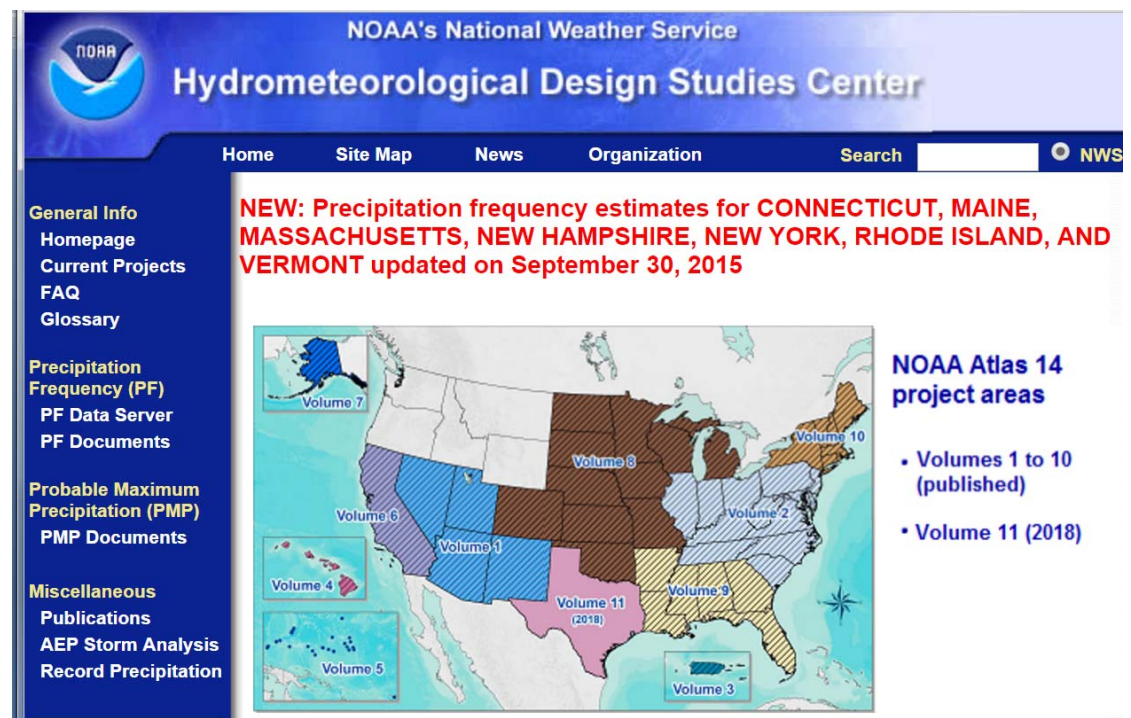 NOAA
NOAA's National Weather Service
Hydrometeorological Design Studies Center
Home Site Map News Organization Search NWS
General Info
Homepage
Current Projects
FAQ
Glossary
Precipitation
Frequency (PF)
PF Data Server
PF Documents
Probable Maximum
Precipitation (PMP)
PMP Documents
Miscellaneous
Publications
AEP Storm Analysis
Record Precipitation
NEW: Precipitation frequency estimates for CONNECTICUT, MAINE,
MASSACHUSETTS, NEW HAMPSHIRE, NEW YORK, RHODE ISLAND, AND
VERMONT updated on September 30, 2015
Volume 7
Volume 10
Volume 8
Volume 6
Volume 2
Volume 1
Volume 4
Volume 9
Volume 11
(2018)
Volume 5
Volume 3
NOAA Atlas 14
project areas
• Volumes 1 to 10
(published)
• Volume 11 (2018)